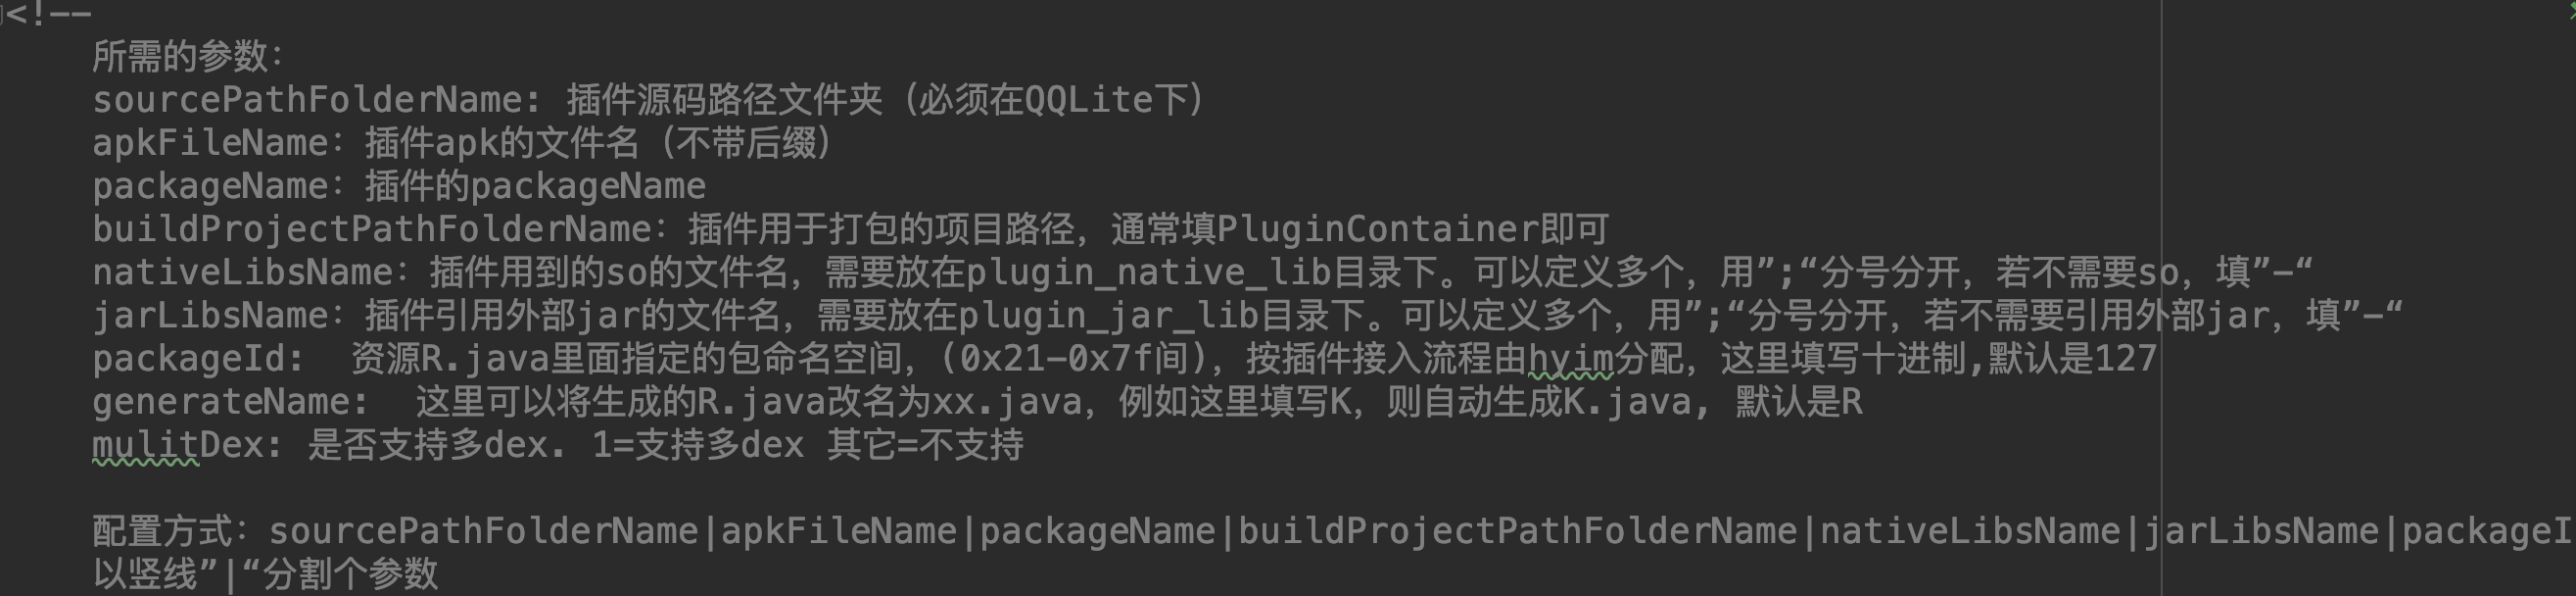 <!--
所需的参数：
sourcePathFolderName: 插件源码路径文件夹（必须在QQLite下）
apkFileName：插件apk的文件名（不带后缀）
packageName：插件的packageName
buildProjectPathFolderName：插件用于打包的项目路径，通常填PluginContainer即可
nativeLibsName：插件用到的so的文件名，需要放在plugin_native_lib目录下。可以定义多个，用”;“分号分开，若不需要so，填”-“
jarLibsName：插件引用外部jar的文件名，需要放在plugin_jar_lib目录下。可以定义多个，用”;“分号分开，若不需要引用外部jar，填”-“
packageId:  资源R.java里面指定的包命名空间，(0x21-0x7f间)，按插件接入流程由hyim分配，这里填写十进制,默认是127
generateName:  这里可以将生成的R.java改名为xx.java，例如这里填写K，则自动生成K.java, 默认是R
mulitDex: 是否支持多dex. 1=支持多dex 其它=不支持
配置方式：sourcePathFolderName|apkFileName|packageName|buildProjectPathFolderName|nativeLibsName|jarLibsName|packageI
以竖线”|“分割个参数